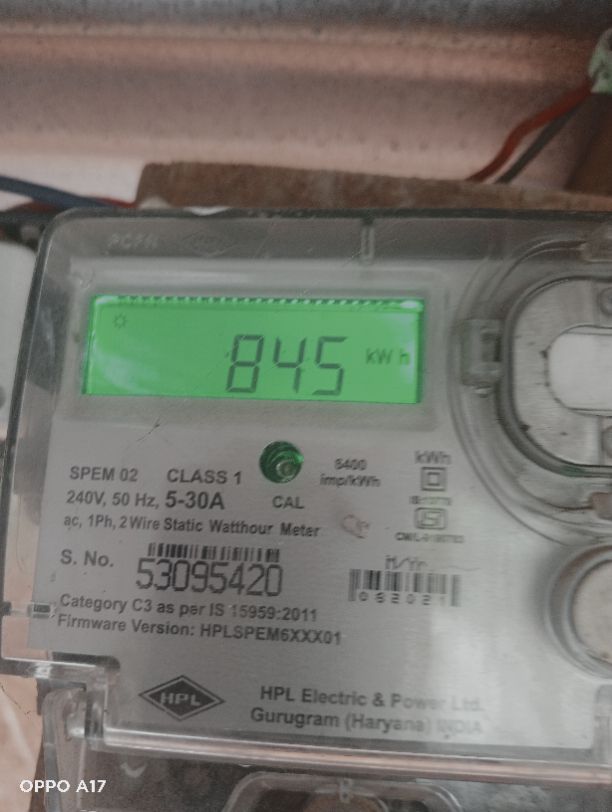 HPL
845 kWh
SPEM 02 CLASS 1
6400 imp/kWh
kWh
240V, 50 Hz, 5-30A
CAL
ac, 1Ph, 2 Wire Static Watthour Meter
S. No. 53095420
M/Yr
082021
Category C3 as per IS 15959:2011
Firmware Version: HPLSPEM6XXX01
HPL
HPL Electric & Power Ltd.
Gurugram (Haryana) INDIA
OPPO A17